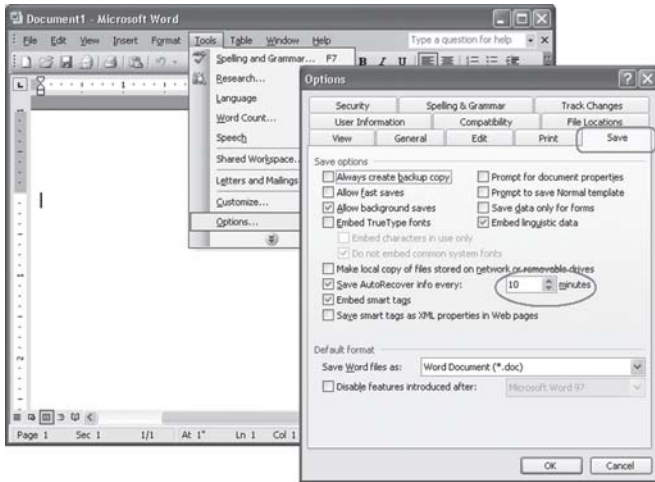 Document1 - Microsoft Word
File Edit View Insert Format Tools Table Window Help Type a question for help
Spelling and Grammar... F7
B I U
Research...
Language
Word Count...
Speech
Shared Workspace...
Letters and Mailings
Customize...
Options...
1
Page 1 Sec 1 1/1 At 1" Ln 1 Col 1
Options
Security Spelling & Grammar Track Changes
User Information Compatibility File Locations
View General Edit Print Save
Save options
Always create backup copy Prompt for document properties
Allow fast saves Prompt to save Normal template
Allow background saves Save data only for forms
Embed TrueType fonts Embed linguistic data
Embed characters in use only
Do not embed common system fonts
Make local copy of files stored on network or removable drives
Save AutoRecover info every: 10 minutes
Embed smart tags
Save smart tags as XML properties in Web pages
Default format
Save Word files as: Word Document (*.doc)
Disable features introduced after: Microsoft Word 97
OK Cancel